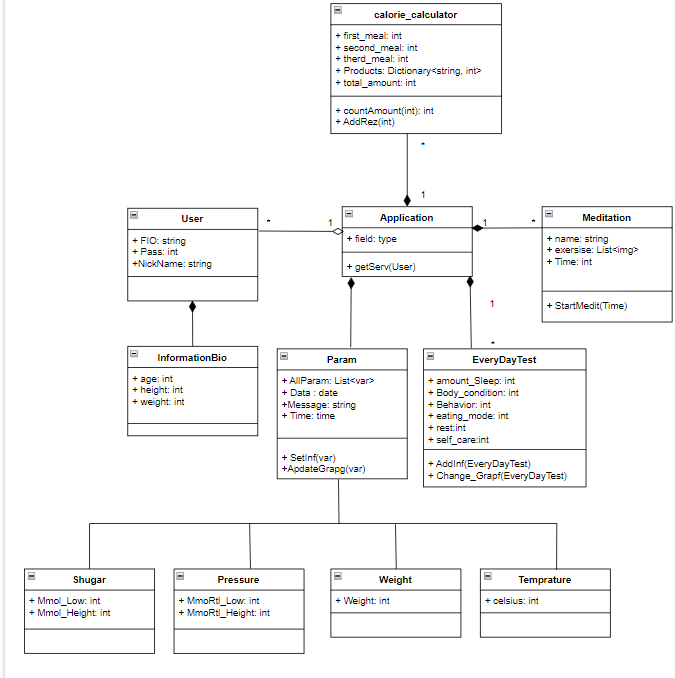 calorie_calculator
+ first_meal: int
+ second_meal: int
+ therd_meal: int
+ Products: Dictionary<string, int>
+ total_amount: int
+ countAmount(int): int
+ AddRez(int)
*
1
User
+ FIO: string
+ Pass: int
+NickName: string
*
1
Application
+ field: type
+ getServ(User)
1
*
Meditation
+ name: string
+ exersise: List<img>
+ Time: int
+ StartMedit(Time)
1
*
InformationBio
+ age: int
+ height: int
+ weight: int
Param
+ AllParam: List<var>
+ Data : date
+Message: string
+ Time: time
+ SetInf(var)
+ApdateGrapg(var)
EveryDayTest
+ amount_Sleep: int
+ Body_condition: int
+ Behavior: int
+ eating_mode: int
+ rest:int
+ self_care:int
+ AddInf(EveryDayTest)
+ Change_Grapf(EveryDayTest)
Shugar
+ Mmol_Low: int
+ Mmol_Height: int
Pressure
+ MmoRtl_Low: int
+ MmoRtl_Height: int
Weight
+ Weight: int
Temprature
+ celsius: int